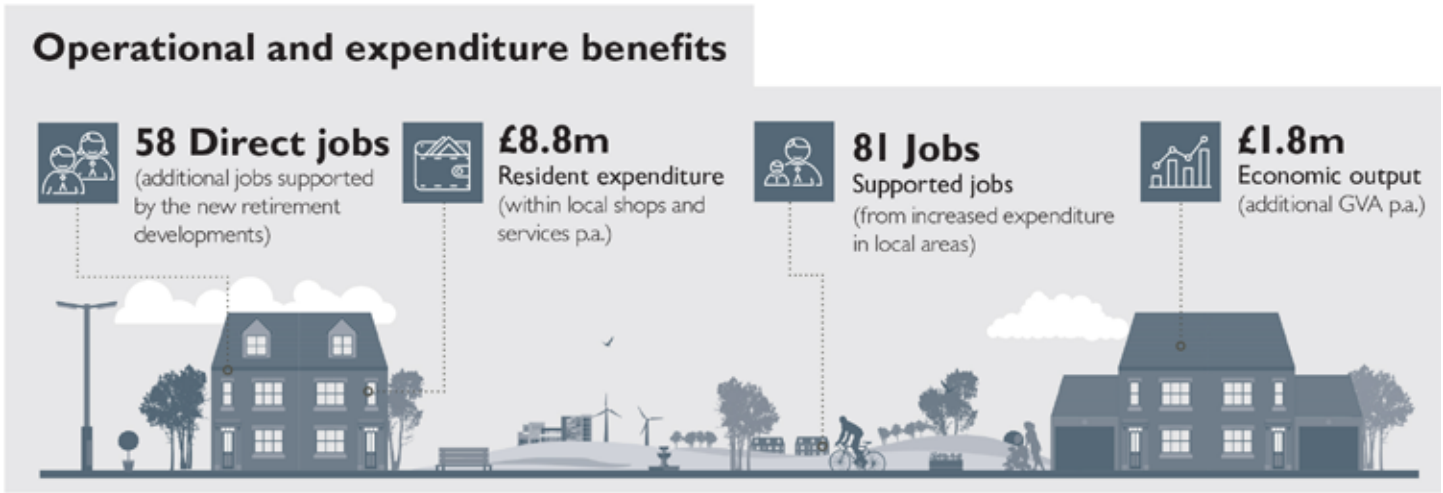 Operational and expenditure benefits
58 Direct jobs
(additional jobs supported
by the new retirement
developments)
£8.8m
Resident expenditure
(within local shops and
services p.a.)
81 Jobs
Supported jobs
(from increased expenditure
in local areas)
£1.8m
Economic output
(additional GVA p.a.)